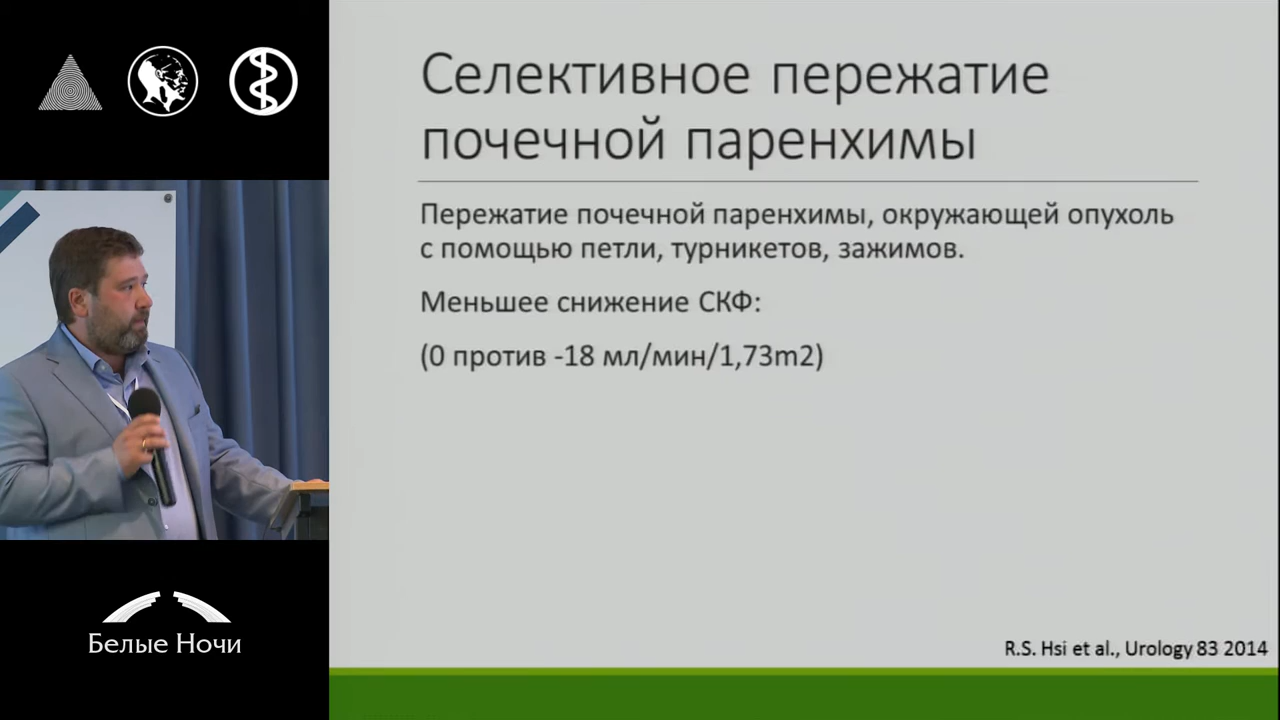 Селективное пережатие
почечной паренхимы
Пережатие почечной паренхимы, окружающей опухоль
с помощью петли, турникетов, зажимов.
Меньшее снижение СКФ:
(0 против -18 мл/мин/1,73m2)
R.S. Hsi et al., Urology 83 2014
Белые Ночи